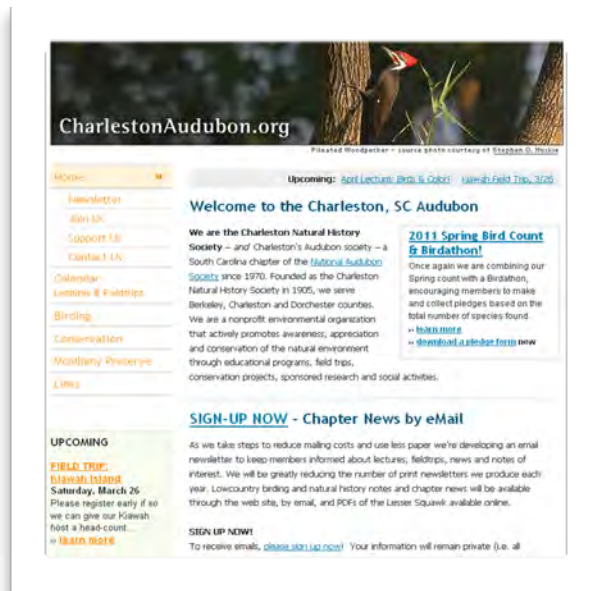 CharlestonAudubon.org
Pileated Woodpecker - source photo courtesy of Stephen D. Hoskie
Home
Newsletter
Join Us
Support Us
Contact Us
Calendar
Lectures & Fieldtrips
Birding
Conservation
McAlhany Preserve
Links
UPCOMING
FIELD TRIP:
Kiawah Island
Saturday, March 26
Please register early if so
we can give our Kiawah
host a head-count...
» learn more
Upcoming: April Lecture: Birds & Color! Kiawah Field Trip, 3/26
Welcome to the Charleston, SC Audubon
We are the Charleston Natural History
Society – and Charleston's Audubon society – a
South Carolina chapter of the National Audubon
Society since 1970. Founded as the Charleston
Natural History Society in 1905, we serve
Berkeley, Charleston and Dorchester counties.
We are a nonprofit environmental organization
that actively promotes awareness, appreciation
and conservation of the natural environment
through educational programs, field trips,
conservation projects, sponsored research and social activities.
2011 Spring Bird Count
& Birdathon!
Once again we are combining our
Spring count with a Birdathon,
encouraging members to make
and collect pledges based on the
total number of species found.
» learn more
» download a pledge form now
SIGN-UP NOW - Chapter News by eMail
As we take steps to reduce mailing costs and use less paper we're developing an email
newsletter to keep members informed about lectures, fieldtrips, news and notes of
interest. We will be greatly reducing the number of print newsletters we produce each
year. Lowcountry birding and natural history notes and chapter news will be available
through the web site, by email, and PDFs of the Lesser Squawk available online.
SIGN UP NOW!
To receive emails, please sign up now! Your information will remain private (i.e. all